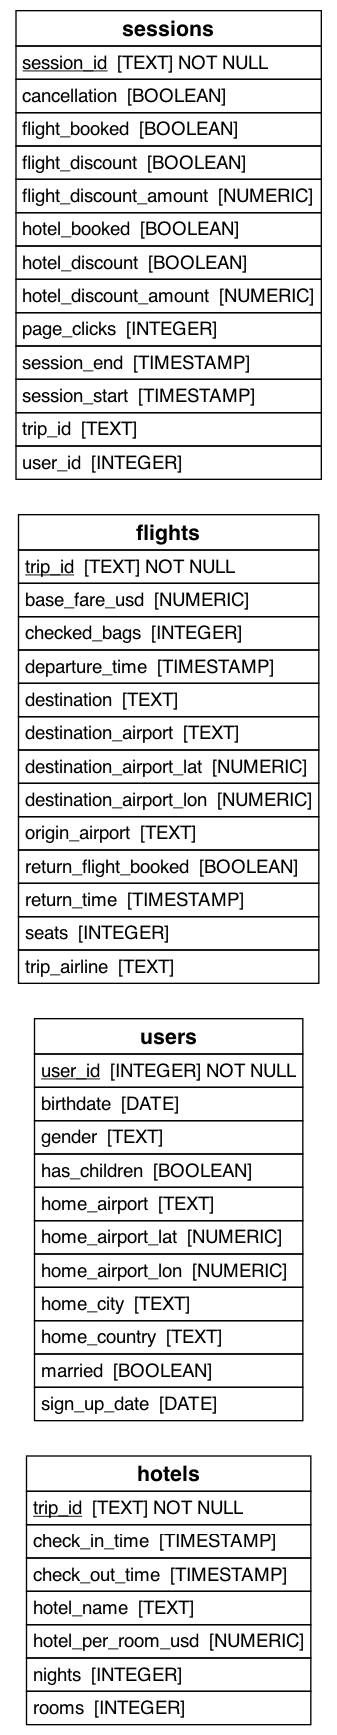 sessions
session_id [TEXT] NOT NULL
cancellation [BOOLEAN]
flight_booked [BOOLEAN]
flight_discount [BOOLEAN]
flight_discount_amount [NUMERIC]
hotel_booked [BOOLEAN]
hotel_discount [BOOLEAN]
hotel_discount_amount [NUMERIC]
page_clicks [INTEGER]
session_end [TIMESTAMP]
session_start [TIMESTAMP]
trip_id [TEXT]
user_id [INTEGER]
flights
trip_id [TEXT] NOT NULL
base_fare_usd [NUMERIC]
checked_bags [INTEGER]
departure_time [TIMESTAMP]
destination [TEXT]
destination_airport [TEXT]
destination_airport_lat [NUMERIC]
destination_airport_lon [NUMERIC]
origin_airport [TEXT]
return_flight_booked [BOOLEAN]
return_time [TIMESTAMP]
seats [INTEGER]
trip_airline [TEXT]
users
user_id [INTEGER] NOT NULL
birthdate [DATE]
gender [TEXT]
has_children [BOOLEAN]
home_airport [TEXT]
home_airport_lat [NUMERIC]
home_airport_lon [NUMERIC]
home_city [TEXT]
home_country [TEXT]
married [BOOLEAN]
sign_up_date [DATE]
hotels
trip_id [TEXT] NOT NULL
check_in_time [TIMESTAMP]
check_out_time [TIMESTAMP]
hotel_name [TEXT]
hotel_per_room_usd [NUMERIC]
nights [INTEGER]
rooms [INTEGER]